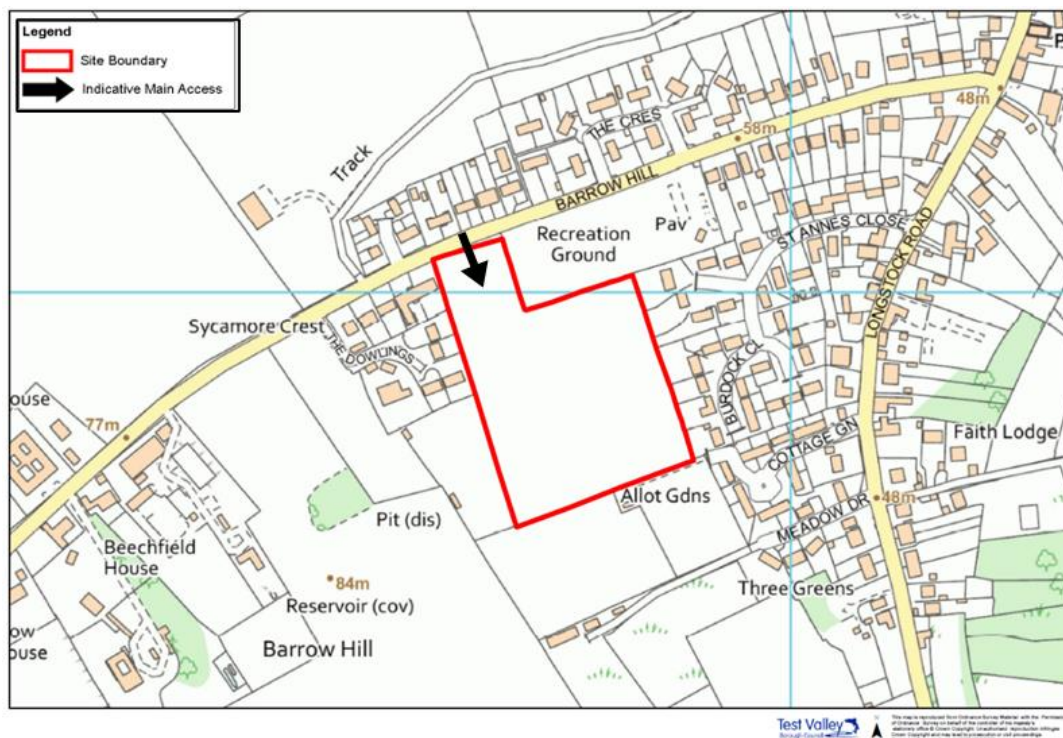 Legend
Site Boundary
Indicative Main Access
48m
THE CRES
58m
Track
BARROW HILL
Pav
Recreation
Ground
ST ANNES CLOSE
LONGSTOCK ROAD
Sycamore Crest
THE DOWLINGS
BURDOCK CL
ouse
77m
COTTAGE GN
Faith Lodge
Allot Gdns
48m
Pit (dis)
MEADOW DR
Beechfield
House
84m
Three Greens
Reservoir (cov)
ow
ouse
Barrow Hill
Test Valley
Borough Council
N